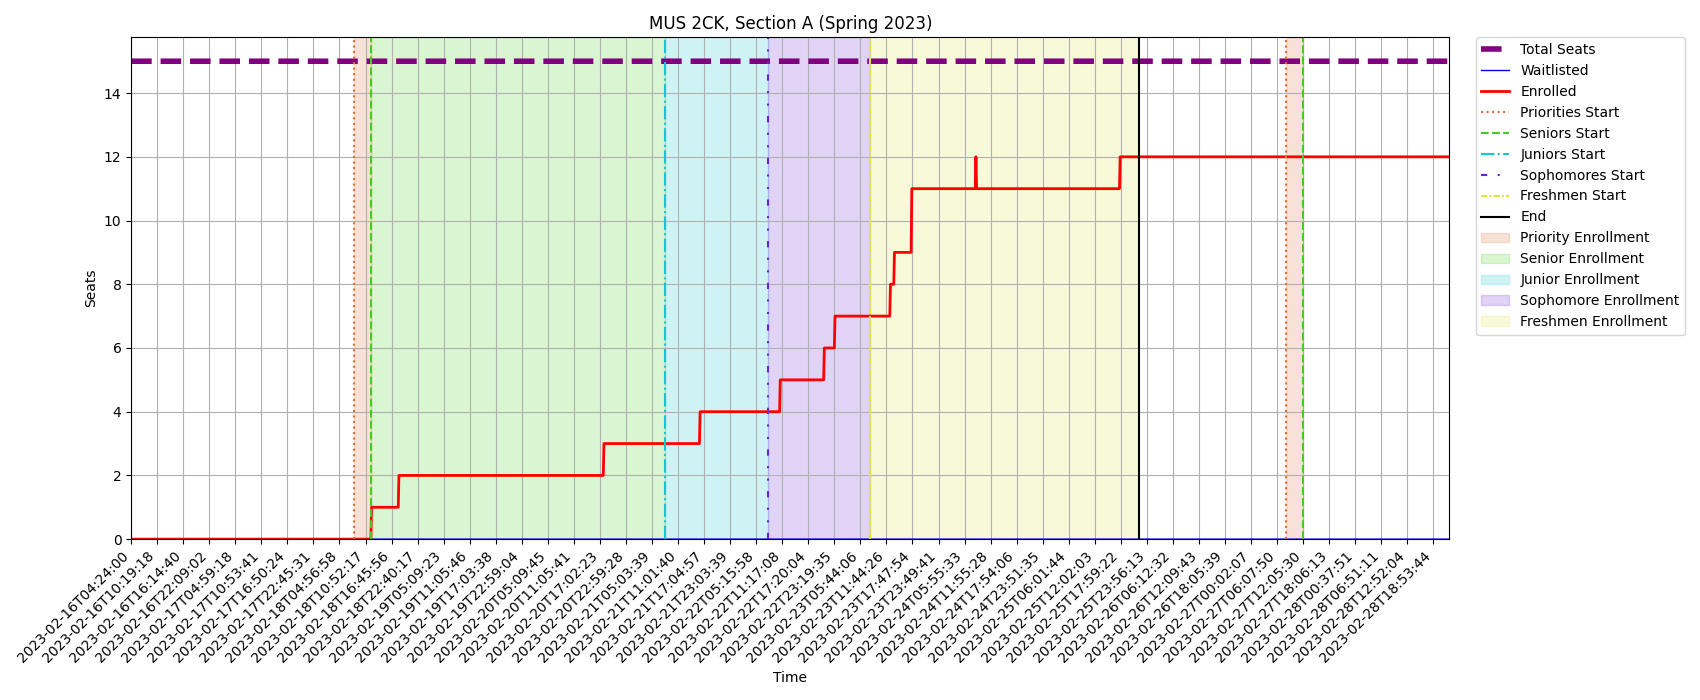 MUS 2CK, Section A (Spring 2023)
Seats
14
12
10
8
6
4
2
0
2023-02-16T04:24:00
2023-02-16T10:19:18
2023-02-16T16:14:40
2023-02-16T22:09:02
2023-02-17T04:59:18
2023-02-17T10:53:41
2023-02-17T16:50:24
2023-02-17T22:45:31
2023-02-18T04:56:58
2023-02-18T10:52:17
2023-02-18T16:45:56
2023-02-18T22:40:17
2023-02-19T05:09:23
2023-02-19T11:05:46
2023-02-19T17:03:38
2023-02-19T22:59:04
2023-02-20T05:09:45
2023-02-20T11:05:41
2023-02-20T17:02:23
2023-02-20T22:59:28
2023-02-21T05:03:39
2023-02-21T11:01:40
2023-02-21T17:04:57
2023-02-21T23:03:39
2023-02-22T05:15:58
2023-02-22T11:17:08
2023-02-22T17:20:04
2023-02-22T23:19:35
2023-02-23T05:44:06
2023-02-23T11:44:26
2023-02-23T17:47:54
2023-02-23T23:49:41
2023-02-24T05:55:33
2023-02-24T11:55:28
2023-02-24T17:54:06
2023-02-24T23:51:35
2023-02-25T06:01:44
2023-02-25T12:02:03
2023-02-25T17:59:22
2023-02-25T23:56:13
2023-02-26T06:12:32
2023-02-26T12:09:43
2023-02-26T18:05:39
2023-02-27T00:02:07
2023-02-27T06:07:50
2023-02-27T12:05:30
2023-02-27T18:06:13
2023-02-28T00:37:51
2023-02-28T06:51:11
2023-02-28T12:52:04
2023-02-28T18:53:44
Time
Total Seats
Waitlisted
Enrolled
Priorities Start
Seniors Start
Juniors Start
Sophomores Start
Freshmen Start
End
Priority Enrollment
Senior Enrollment
Junior Enrollment
Sophomore Enrollment
Freshmen Enrollment